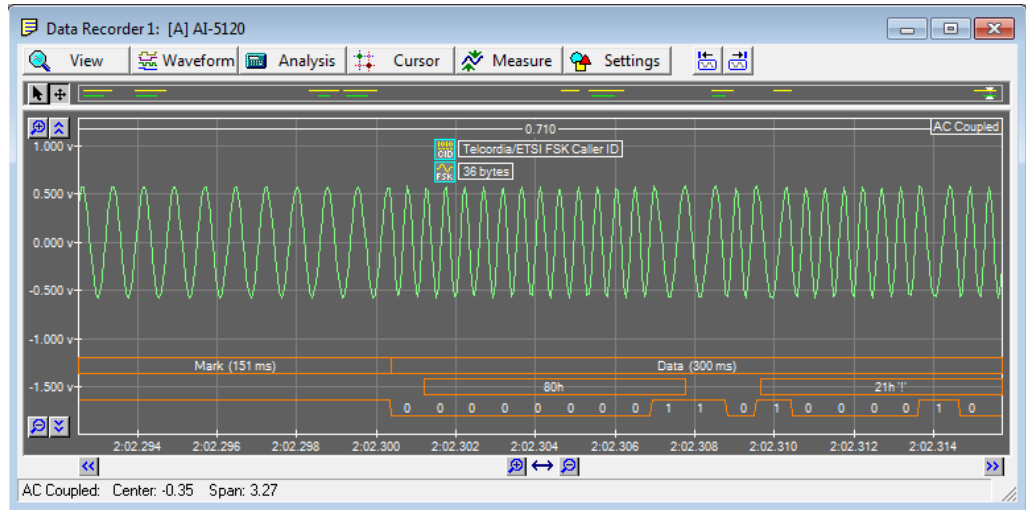 Data Recorder 1: [A] AI-5120
View Waveform Analysis Cursor Measure Settings
0.710 AC Coupled
1.000 v
1010 CID Telcordia/ETSI FSK Caller ID
FSK 36 bytes
0.500 v
0.000 v
-0.500 v
-1.000 v
Mark (151 ms) Data (300 ms)
-1.500 v 80h 21h '!'
0 0 0 0 0 0 0 0 1 1 0 1 0 0 0 0 1 0
2:02.294 2:02.296 2:02.298 2:02.300 2:02.302 2:02.304 2:02.306 2:02.308 2:02.310 2:02.312 2:02.314
AC Coupled: Center: -0.35 Span: 3.27